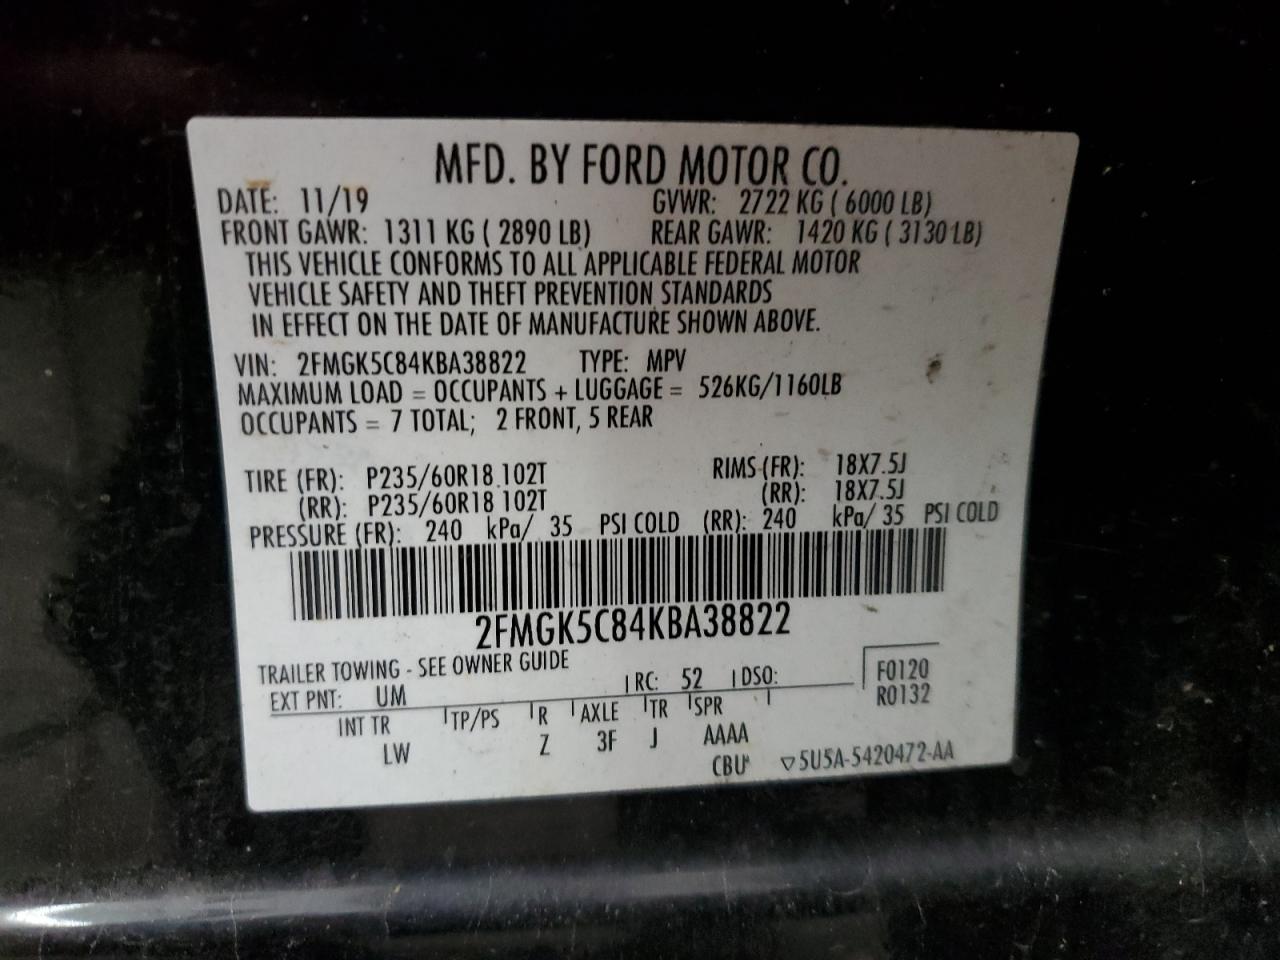 MFD. BY FORD MOTOR CO.
DATE: 11/19 GVWR: 2722 KG ( 6000 LB)
FRONT GAWR: 1311 KG ( 2890 LB) REAR GAWR: 1420 KG ( 3130 LB)
THIS VEHICLE CONFORMS TO ALL APPLICABLE FEDERAL MOTOR
VEHICLE SAFETY AND THEFT PREVENTION STANDARDS
IN EFFECT ON THE DATE OF MANUFACTURE SHOWN ABOVE.
VIN: 2FMGK5C84KBA38822 TYPE: MPV
MAXIMUM LOAD = OCCUPANTS + LUGGAGE = 526KG/1160LB
OCCUPANTS = 7 TOTAL; 2 FRONT, 5 REAR
TIRE (FR): P235/60R18 102T RIMS (FR): 18X7.5J
(RR): P235/60R18 102T (RR): 18X7.5J
PRESSURE (FR): 240 kPa/ 35 PSI COLD (RR): 240 kPa/ 35 PSI COLD
2FMGK5C84KBA38822
TRAILER TOWING - SEE OWNER GUIDE
EXT PNT: UM RC: 52 DSO: F0120
R0132
INT TR TP/PS R AXLE TR SPR
LW Z 3F J AAAA
CBU ▽5U5A-5420472-AA